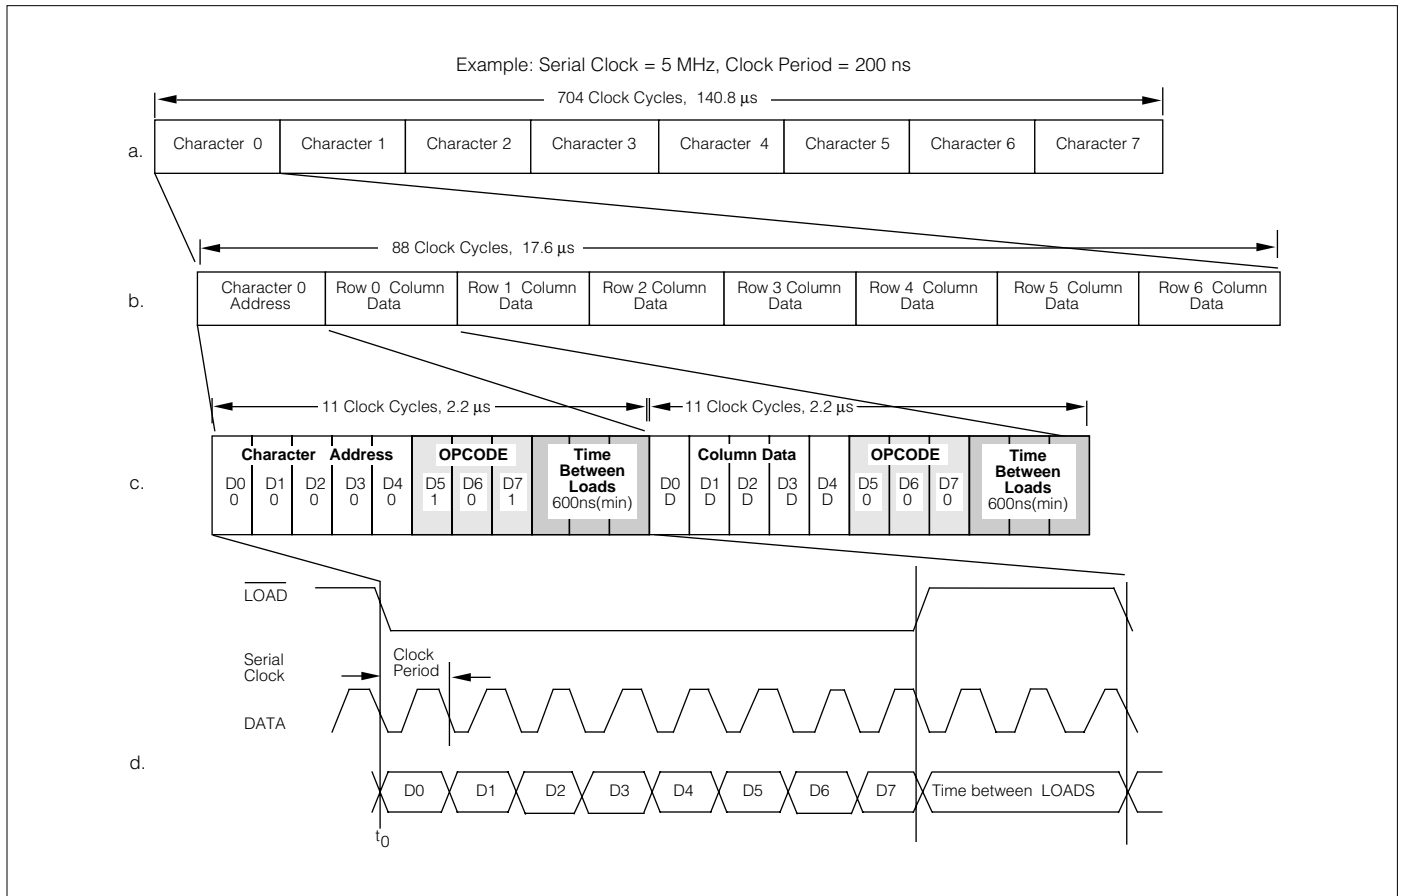 Example: Serial Clock = 5 MHz, Clock Period = 200 ns
704 Clock Cycles, 140.8 μs
a.
Character 0
Character 1
Character 2
Character 3
Character 4
Character 5
Character 6
Character 7
88 Clock Cycles, 17.6 μs
b.
Character 0
Address
Row 0 Column
Data
Row 1 Column
Data
Row 2 Column
Data
Row 3 Column
Data
Row 4 Column
Data
Row 5 Column
Data
Row 6 Column
Data
11 Clock Cycles, 2.2 μs
11 Clock Cycles, 2.2 μs
c.
Character Address
D0 D1 D2 D3 D4
0 0 0 0 0
OPCODE
D5 D6 D7
1 0 1
Time
Between
Loads
600ns(min)
Column Data
D0 D1 D2 D3 D4
D D D D D
OPCODE
D5 D6 D7
0 0 0
Time
Between
Loads
600ns(min)
LOAD
Serial
Clock
Clock
Period
DATA
d.
D0 D1 D2 D3 D4 D5 D6 D7 Time between LOADS
t0